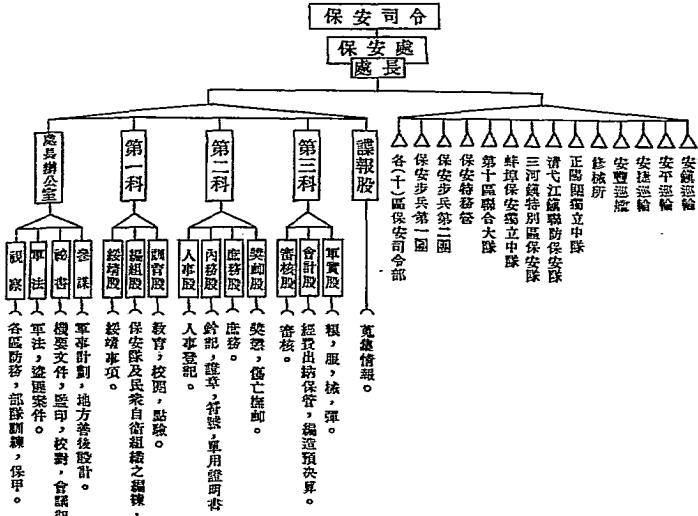 保安司令
保安處
處長
處長辦公室
第一科
第二科
第三科
諜報股
各(十)區保安司令部
保安步兵第一團
保安步兵第二團
保安特務營
第十區聯合大隊
蚌埠保安獨立中隊
三河鎮特別區保安隊
清弋江鎮聯防保安隊
正陽關獨立中隊
修械所
安豐巡艦
安捷巡輪
安平巡輪
安鎮巡輪
視察
軍法
祕書
參謀
綏靖股
編組股
訓育股
人事股
內務股
庶務股
獎卹股
審核股
會計股
軍實股
各區防務,部隊訓練,保甲。
軍法,盜匪案件。
機要文件,監印,校對,會議
軍事計劃,地方善後設計。
綏靖事項。
保安隊及民衆自衛組織之編練,
教育,校閱,點驗。
人事登記。
鈐記,證章,符號,軍用證明書
庶務。
獎懲,傷亡撫卹。
審核。
經費出納保管,編造預決算。
糧,服,械,彈。
蒐集情報。